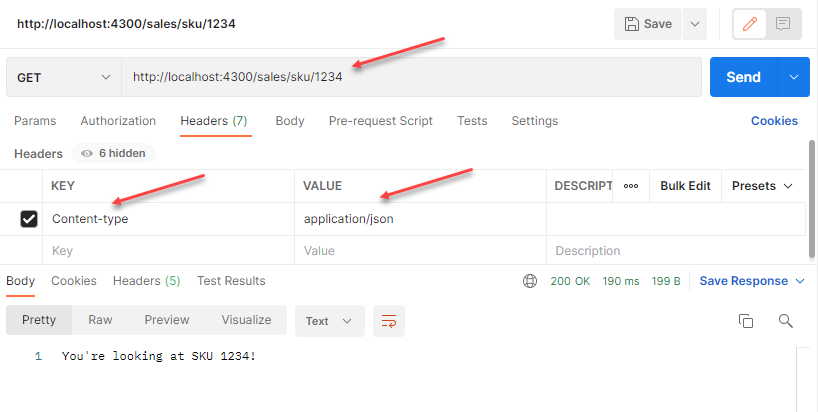 http://localhost:4300/sales/sku/1234 Save
GET http://localhost:4300/sales/sku/1234 Send
Params Authorization Headers (7) Body Pre-request Script Tests Settings Cookies
Headers 6 hidden
KEY VALUE DESCRIPT ooo Bulk Edit Presets
Content-type application/json
Key Value Description
Body Cookies Headers (5) Test Results 200 OK 190 ms 199 B Save Response
Pretty Raw Preview Visualize Text
1 You're looking at SKU 1234!